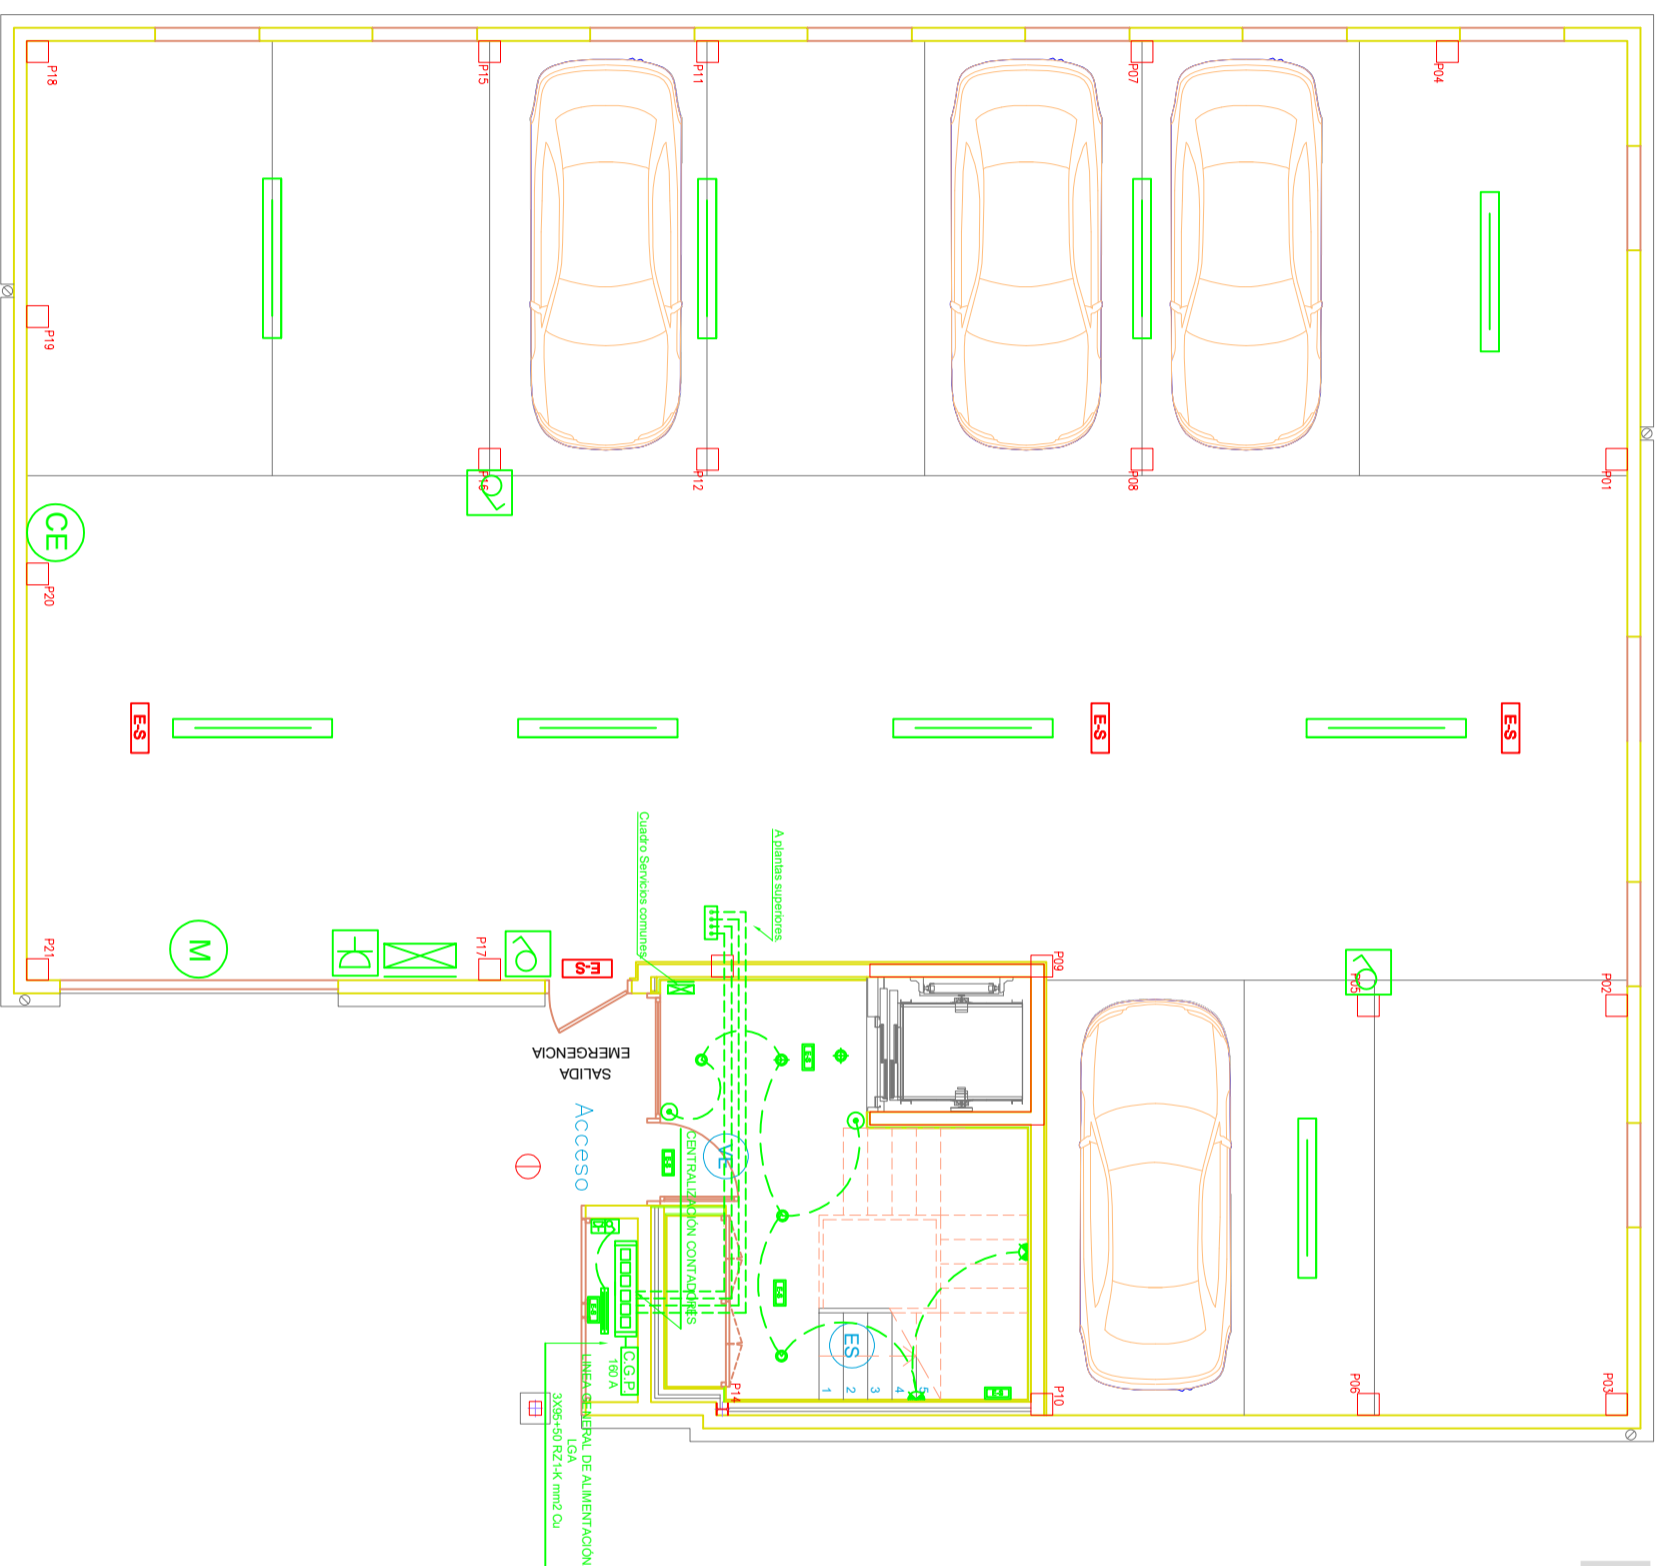 P18
P15
P11
P07
P04
P19
P16
P12
P08
P01
CE
P20
E-S
E-S
E-S
Cuadro Servicios comunes
A plantas superiores
P21
M
P17
E-S
P09
P05
P02
SALIDA
EMERGENCIA
Acceso
VE
CENTRALIZACIÓN CONTADORES
ES
1
2
3
4
5
C.G.P.
160 A
P14
P10
P06
P03
LINEA GENERAL DE ALIMENTACIÓN
LGA
3X95+50 RZ1-K mm2 Cu